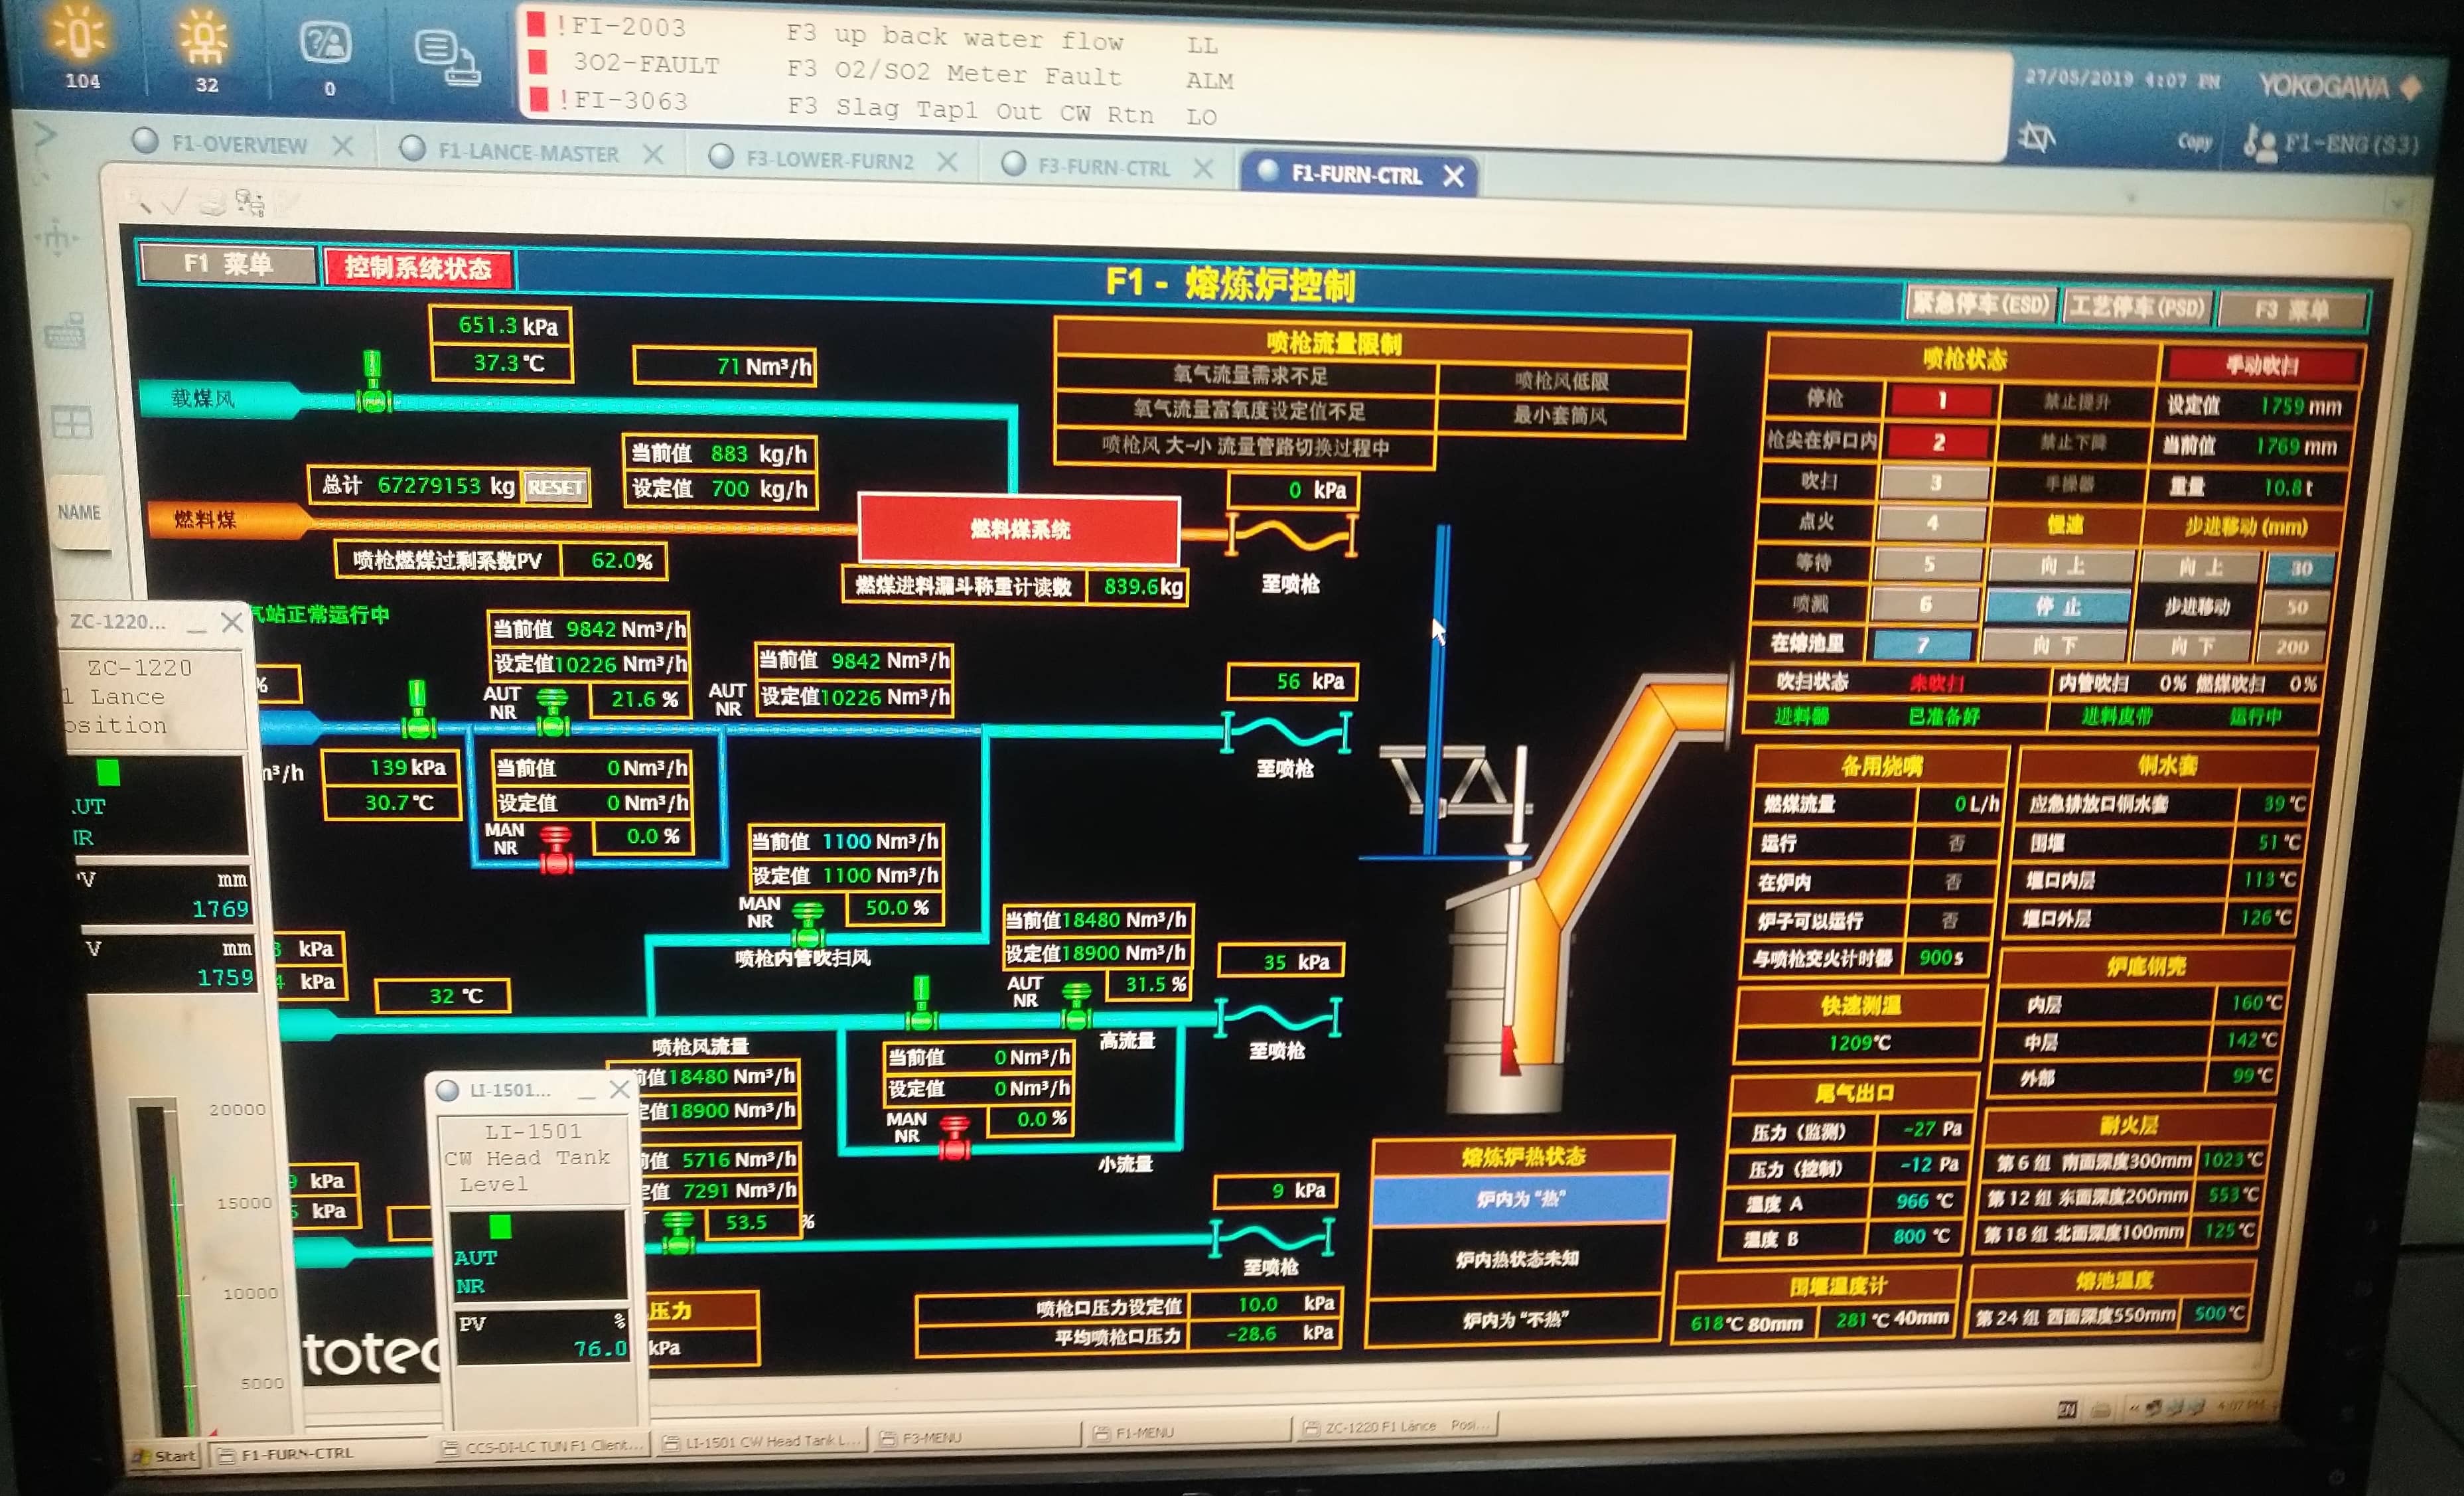 !FI-2003 F3 up back water flow LL
3O2-FAULT F3 O2/SO2 Meter Fault ALM
!FI-3063 F3 Slag Tap1 Out CW Rtn LO
104 32 0
27/05/2019 4:07 PM YOKOGAWA
Copy F1-ENG(S3)
F1-OVERVIEW F1-LANCE-MASTER F3-LOWER-FURN2 F3-FURN-CTRL F1-FURN-CTRL
NAME
F1 菜单 控制系统状态 F1 - 熔炼炉控制 紧急停车(ESD) 工艺停车(PSD) F3 菜单
651.3 kPa
37.3 ℃
71 Nm³/h
载煤风
当前值 883 kg/h
设定值 700 kg/h
总计 67279153 kg RESET
燃料煤
燃料煤系统
喷枪燃煤过剩系数PV 62.0%
燃煤进料漏斗称重计读数 839.6kg
0 kPa
至喷枪
喷枪流量限制
氧气流量需求不足 喷枪风低限
氧气流量富氧度设定值不足 最小套筒风
喷枪风 大-小 流量管路切换过程中
气站正常运行中
当前值 9842 Nm³/h
设定值10226 Nm³/h
AUT
NR
21.6 %
AUT
NR
当前值 9842 Nm³/h
设定值10226 Nm³/h
56 kPa
至喷枪
%
m³/h
139 kPa
30.7 ℃
当前值 0 Nm³/h
设定值 0 Nm³/h
MAN
NR
0.0 %
当前值 1100 Nm³/h
设定值 1100 Nm³/h
MAN
NR
50.0 %
喷枪内管吹扫风
当前值18480 Nm³/h
设定值18900 Nm³/h
AUT
NR
31.5 %
35 kPa
高流量
至喷枪
kPa
kPa
32 ℃
喷枪风流量
前值18480 Nm³/h
定值18900 Nm³/h
当前值 0 Nm³/h
设定值 0 Nm³/h
MAN
NR
0.0 %
小流量
前值 5716 Nm³/h
定值 7291 Nm³/h
53.5 %
kPa
kPa
9 kPa
至喷枪
压力
kPa
喷枪口压力设定值 10.0 kPa
平均喷枪口压力 -28.6 kPa
totec
熔炼炉热状态
炉内为“热”
炉内热状态未知
炉内为“不热”
喷枪状态 手动吹扫
停枪 1 禁止提升 设定值 1759 mm
枪尖在炉口内 2 禁止下降 当前值 1769 mm
吹扫 3 手操器 重量 10.8 t
点火 4 慢速 步进移动 (mm)
等待 5 向上 向上 30
喷溅 6 停止 步进移动 50
在熔池里 7 向下 向下 200
吹扫状态 未吹扫 内管吹扫 0% 燃煤吹扫 0%
进料器 已准备好 进料皮带 运行中
备用烧嘴
燃煤流量 0 L/h
运行 否
在炉内 否
炉子可以运行 否
与喷枪交火计时器 900s
铜水套
应急排放口铜水套 39 ℃
围堰 51 ℃
堰口内层 113 ℃
堰口外层 126 ℃
快速测温
1209℃
炉底钢壳
内层 160 ℃
中层 142 ℃
外部 99 ℃
尾气出口
压力 (监测) -27 Pa
压力 (控制) -12 Pa
温度 A 966 ℃
温度 B 800 ℃
耐火层
第 6 组 南面深度300mm 1023 ℃
第 12 组 东面深度200mm 553 ℃
第 18 组 北面深度100mm 125 ℃
围堰温度计
618℃ 80mm 281℃ 40mm
熔池温度
第 24 组 西面深度550mm 500 ℃
ZC-1220...
ZC-1220
1 Lance
osition
UT
mm
1769
V mm
1759
20000
15000
10000
5000
LI-1501...
LI-1501
CW Head Tank
Level
AUT
NR
PV %
76.0
Start F1-FURN-CTRL CCS-DI-LC TUN F1 Client... LI-1501 CW Head Tank L... F3-MENU F1-MENU ZC-1220 F1 Lance Posi... EN 4:07 PM